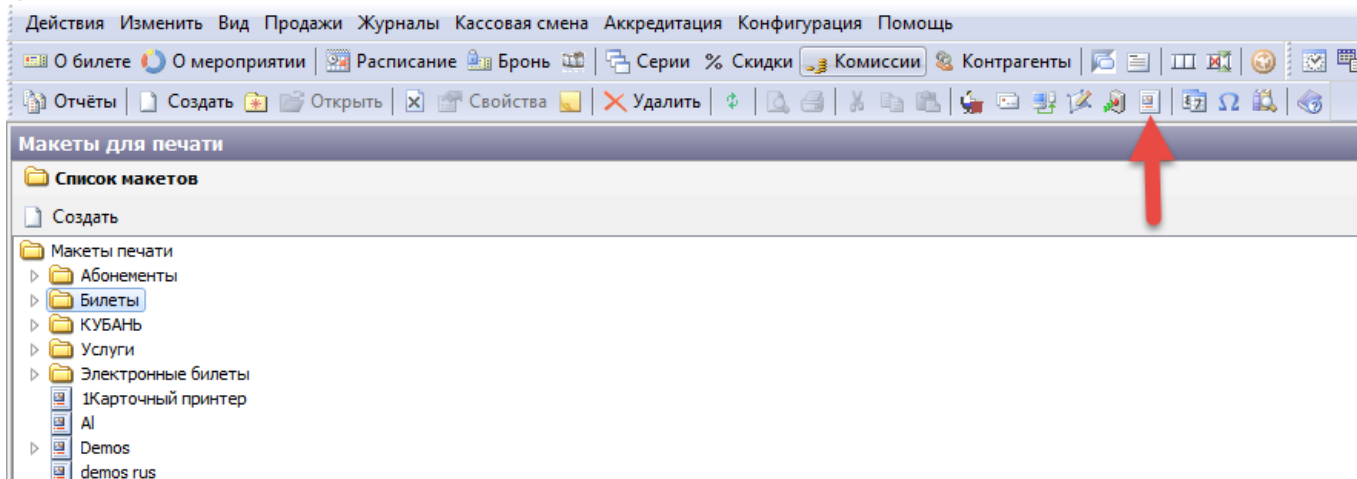 Действия Изменить Вид Продажи Журналы Кассовая смена Аккредитация Конфигурация Помощь
О билете О мероприятии Расписание Бронь Серии % Скидки Комиссии Контрагенты
Отчёты Создать Открыть Свойства Удалить Ω
Макеты для печати
Список макетов
Создать
Макеты печати
Абонементы
Билеты
КУБАНЬ
Услуги
Электронные билеты
1Карточный принтер
Al
Demos
demos rus